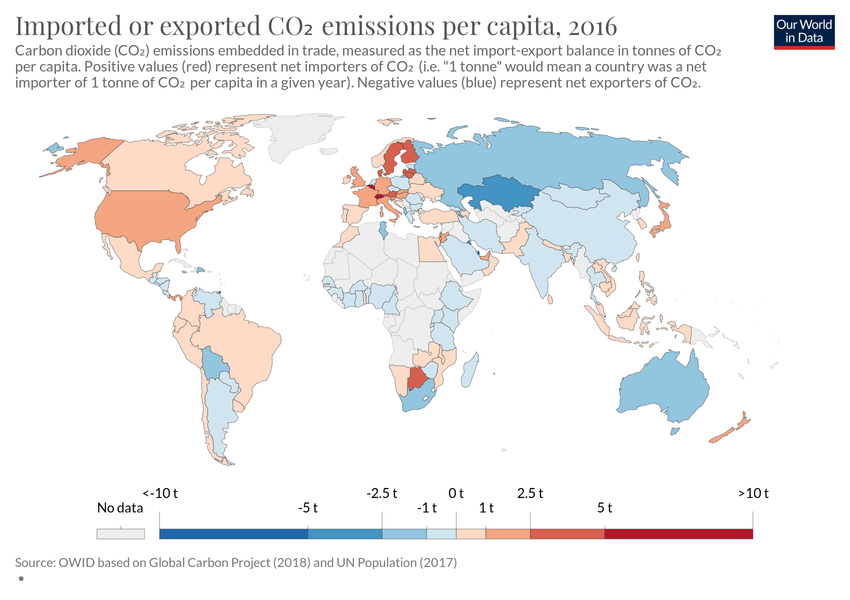 Imported or exported CO₂ emissions per capita, 2016
Our World
in Data
Carbon dioxide (CO₂) emissions embedded in trade, measured as the net import-export balance in tonnes of CO₂
per capita. Positive values (red) represent net importers of CO₂ (i.e. "1 tonne" would mean a country was a net
importer of 1 tonne of CO₂ per capita in a given year). Negative values (blue) represent net exporters of CO₂.
<-10 t -2.5 t 0 t 2.5 t >10 t
No data -5 t -1 t 1 t 5 t
Source: OWID based on Global Carbon Project (2018) and UN Population (2017)
•